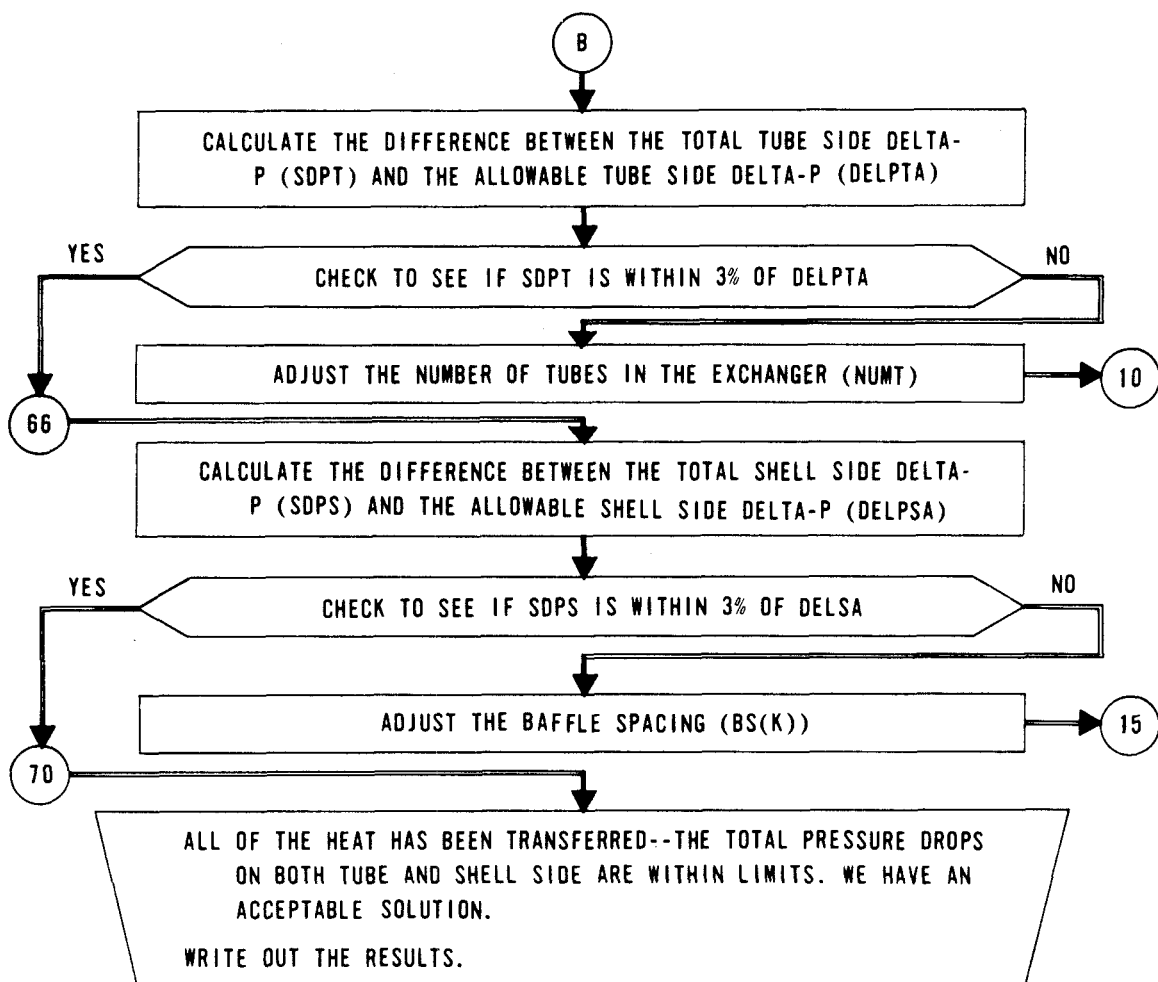 B
CALCULATE THE DIFFERENCE BETWEEN THE TOTAL TUBE SIDE DELTA-
P (SDPT) AND THE ALLOWABLE TUBE SIDE DELTA-P (DELPTA)
YES
NO
CHECK TO SEE IF SDPT IS WITHIN 3% OF DELPTA
ADJUST THE NUMBER OF TUBES IN THE EXCHANGER (NUMT)
10
66
CALCULATE THE DIFFERENCE BETWEEN THE TOTAL SHELL SIDE DELTA-
P (SDPS) AND THE ALLOWABLE SHELL SIDE DELTA-P (DELPSA)
YES
NO
CHECK TO SEE IF SDPS IS WITHIN 3% OF DELSA
ADJUST THE BAFFLE SPACING (BS(K))
15
70
ALL OF THE HEAT HAS BEEN TRANSFERRED--THE TOTAL PRESSURE DROPS
ON BOTH TUBE AND SHELL SIDE ARE WITHIN LIMITS. WE HAVE AN
ACCEPTABLE SOLUTION.
WRITE OUT THE RESULTS.